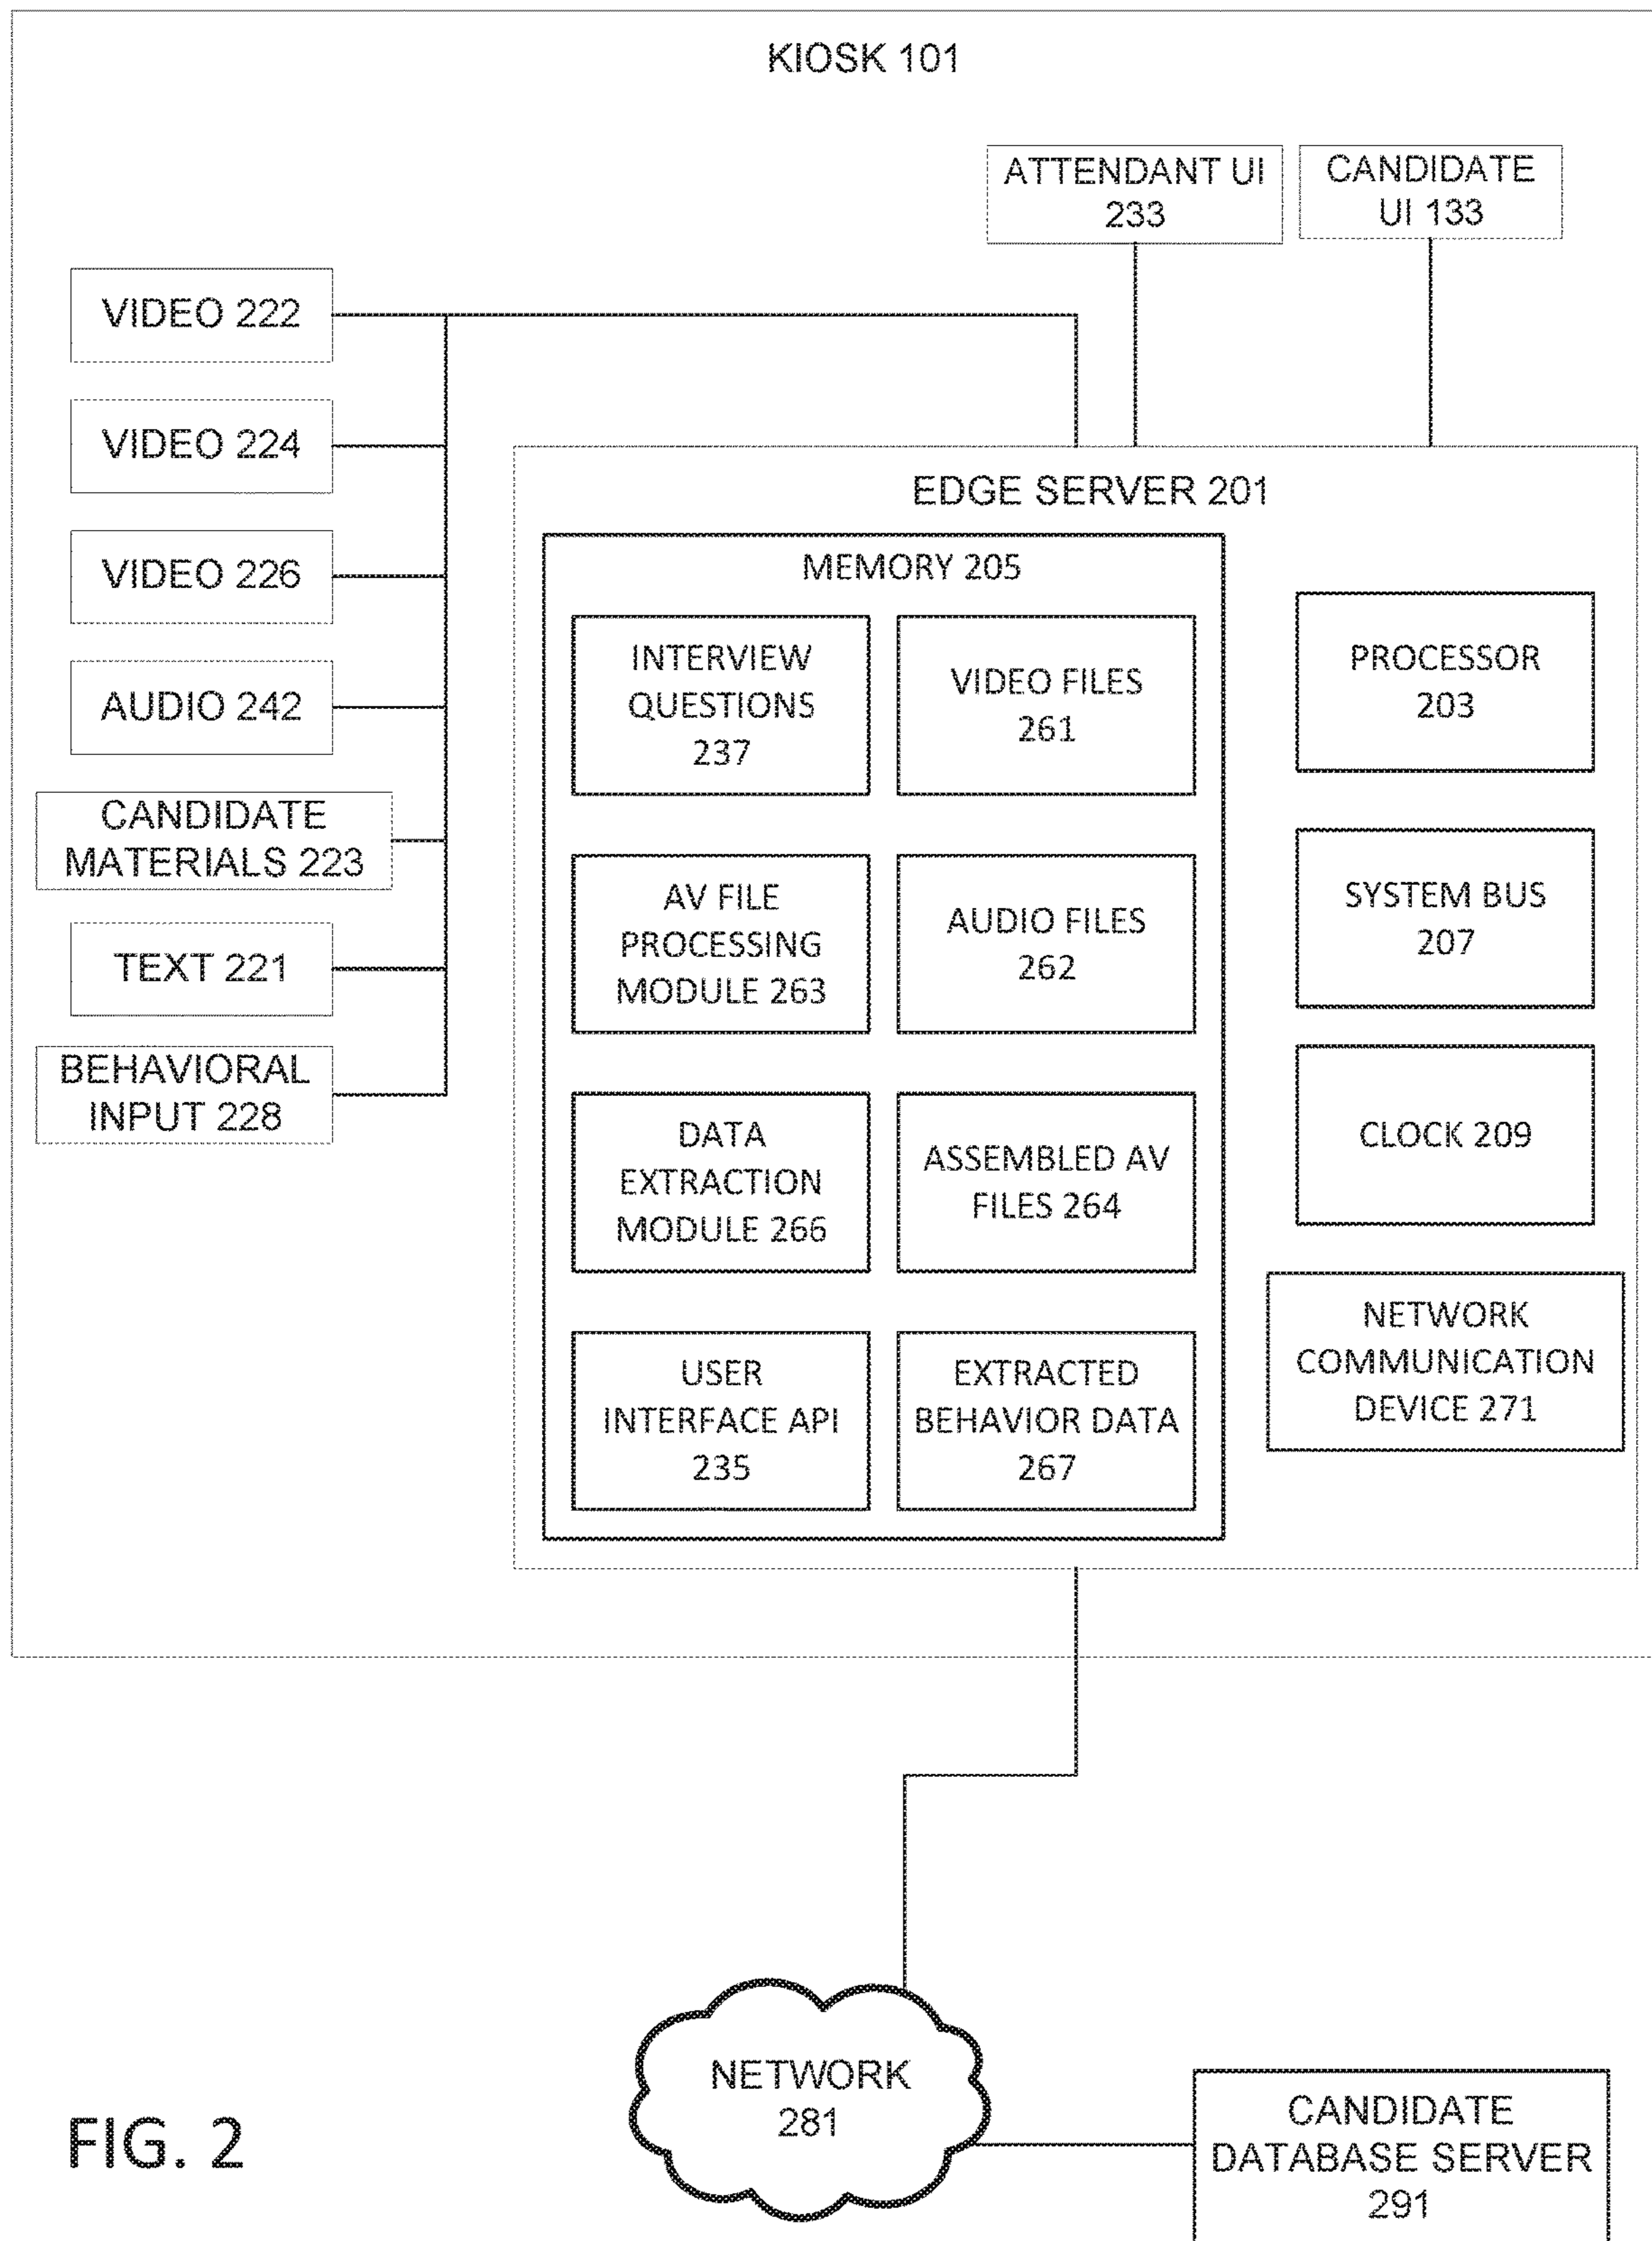 KIOSK 101
ATTENDANT UI
233
CANDIDATE
UI 133
VIDEO 222
VIDEO 224
VIDEO 226
AUDIO 242
CANDIDATE
MATERIALS 223
TEXT 221
BEHAVIORAL
INPUT 228
EDGE SERVER 201
MEMORY 205
INTERVIEW
QUESTIONS
237
VIDEO FILES
261
AV FILE
PROCESSING
MODULE 263
AUDIO FILES
262
DATA
EXTRACTION
MODULE 266
ASSEMBLED AV
FILES 264
USER
INTERFACE API
235
EXTRACTED
BEHAVIOR DATA
267
PROCESSOR
203
SYSTEM BUS
207
CLOCK 209
NETWORK
COMMUNICATION
DEVICE 271
NETWORK
281
CANDIDATE
DATABASE SERVER
291
FIG. 2